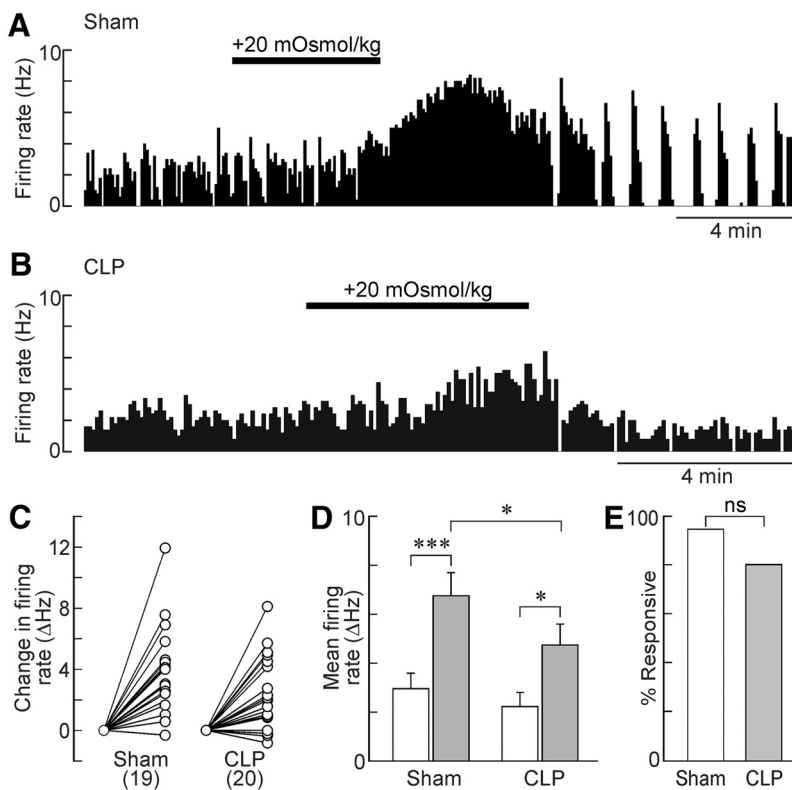 A
Sham
+20 mOsmol/kg
10
Firing rate (Hz)
0
4 min
B
CLP
+20 mOsmol/kg
10
Firing rate (Hz)
0
4 min
C
12
8
4
0
Change in firing
rate (ΔHz)
Sham
(19)
CLP
(20)
D
10
Mean firing
rate (ΔHz)
0
***
*
*
Sham
CLP
E
100
% Responsive
0
ns
Sham
CLP